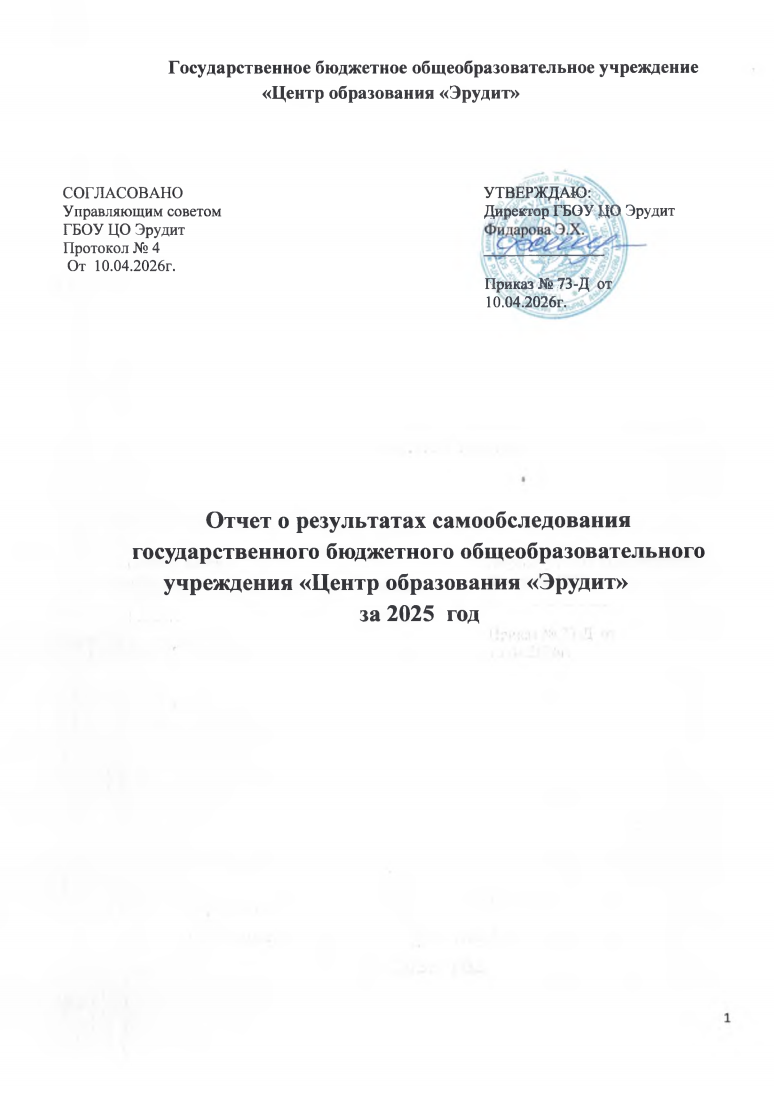 Государственное бюджетное общеобразовательное учреждение
«Центр образования «Эрудит»
СОГЛАСОВАНО
Управляющим советом
ГБОУ ЦО Эрудит
Протокол № 4
От 10.04.2026г.
УТВЕРЖДАЮ:
Директор ГБОУ ЦО Эрудит
Фидарова Э.Х.
Приказ № 73-Д от
10.04.2026г.
Отчет о результатах самообследования
государственного бюджетного общеобразовательного
учреждения «Центр образования «Эрудит»
за 2025 год
1